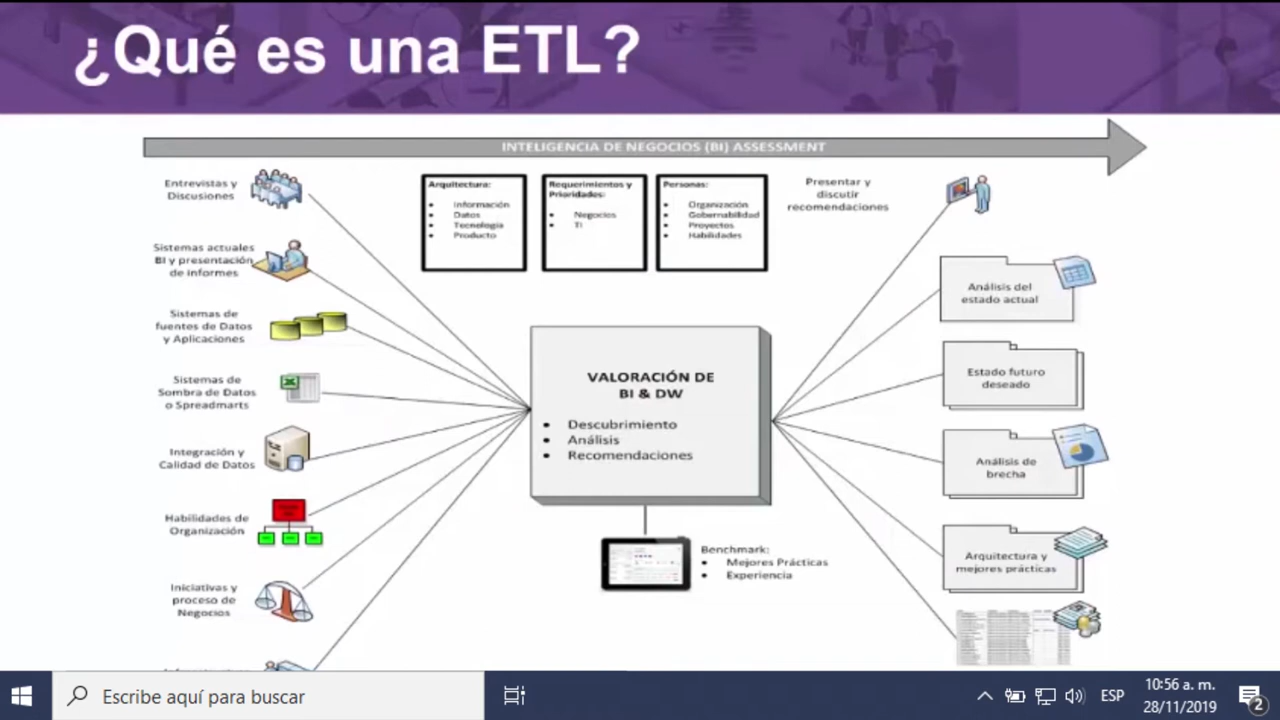 ¿Qué es una ETL?
INTELIGENCIA DE NEGOCIOS (BI) ASSESSMENT
Entrevistas y
Discusiones
Sistemas actuales
BI y presentación
de informes
Sistemas de
fuentes de Datos
y Aplicaciones
Sistemas de
Sombra de Datos
o Spreadmarts
Integración y
Calidad de Datos
Habilidades de
Organización
Iniciativas y
proceso de
Negocios
Arquitectura:
• Información
• Datos
• Tecnología
• Producto
Requerimientos y
Prioridades:
• Negocios
• TI
Personas:
• Organización
• Gobernabilidad
• Proyectos
• Habilidades
VALORACIÓN DE
BI & DW
• Descubrimiento
• Análisis
• Recomendaciones
Benchmark:
• Mejores Prácticas
• Experiencia
Presentar y
discutir
recomendaciones
Análisis del
estado actual
Estado futuro
deseado
Análisis de
brecha
Arquitectura y
mejores prácticas
Escribe aquí para buscar
ESP
10:56 a. m.
28/11/2019
2